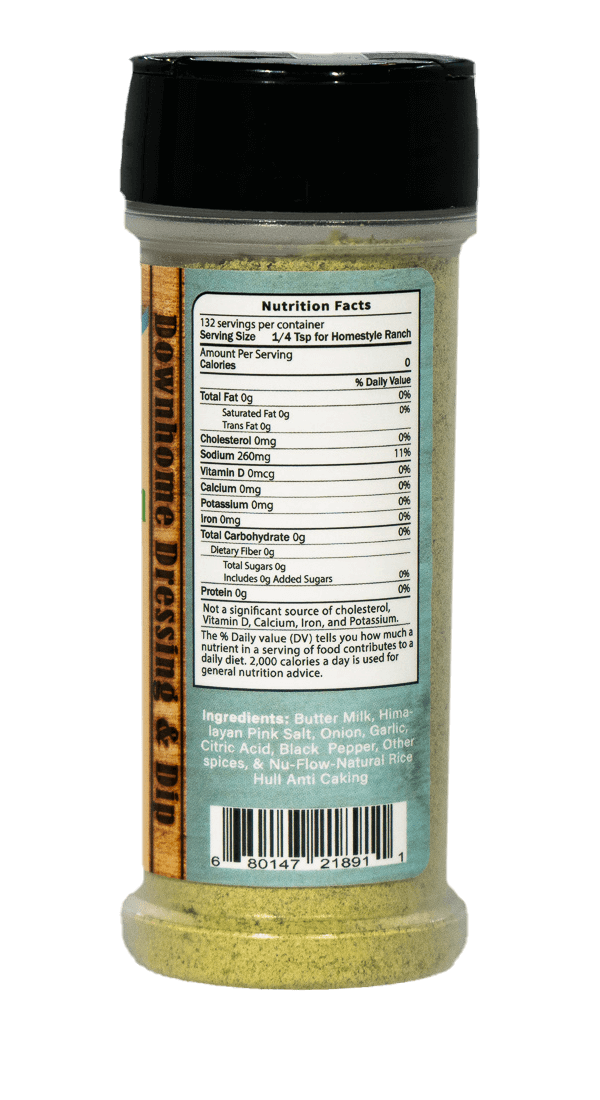 Downhome Dressing & Dip
Nutrition Facts
132 servings per container
Serving Size 1/4 Tsp for Homestyle Ranch
Amount Per Serving
Calories 0
% Daily Value
Total Fat 0g 0%
Saturated Fat 0g 0%
Trans Fat 0g
Cholesterol 0mg 0%
Sodium 260mg 11%
Vitamin D 0mcg 0%
Calcium 0mg 0%
Potassium 0mg 0%
Iron 0mg 0%
Total Carbohydrate 0g 0%
Dietary Fiber 0g
Total Sugars 0g
Includes 0g Added Sugars 0%
Protein 0g 0%
Not a significant source of cholesterol,
Vitamin D, Calcium, Iron, and Potassium.
The % Daily value (DV) tells you how much a
nutrient in a serving of food contributes to a
daily diet. 2,000 calories a day is used for
general nutrition advice.
Ingredients: Butter Milk, Hima-
layan Pink Salt, Onion, Garlic,
Citric Acid, Black Pepper, Other
spices, & Nu-Flow-Natural Rice
Hull Anti Caking
6 80147 21891 1